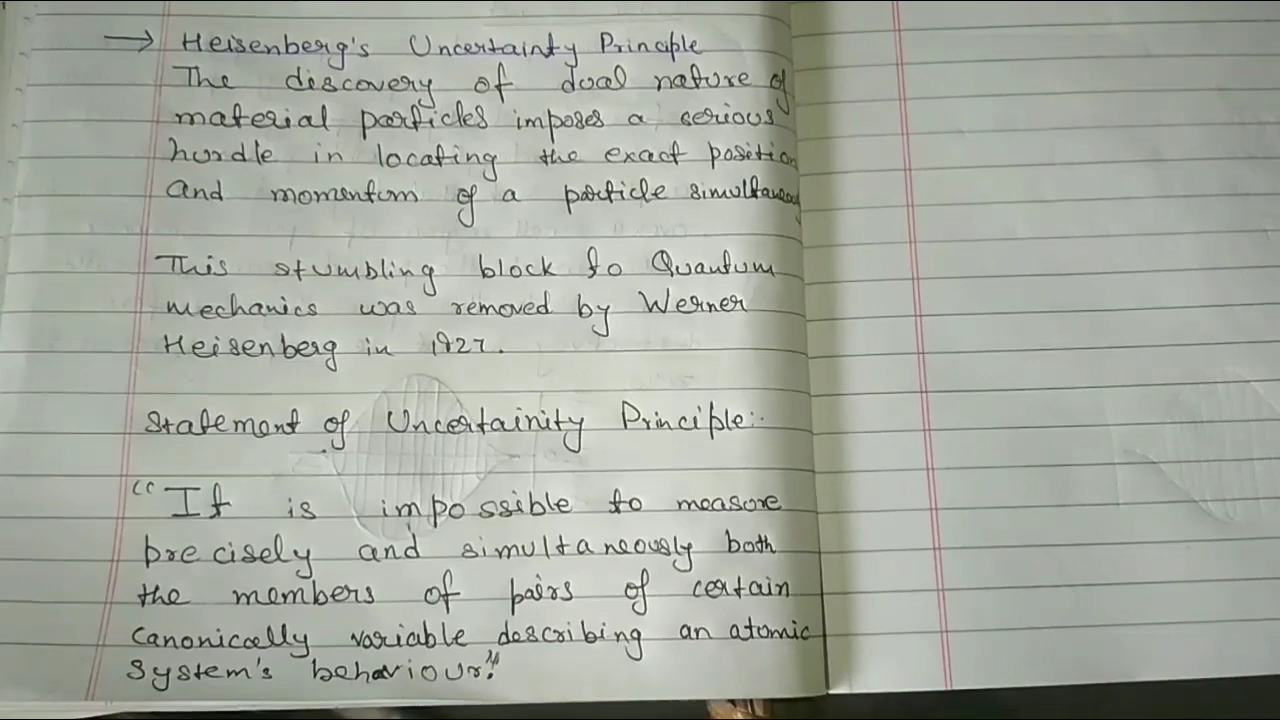 → Heisenberg's Uncertainty Principle
The discovery of dual nature of
material particles imposes a serious
hurdle in locating the exact position
and momentum of a particle simultaneously
This stumbling block to Quantum
mechanics was removed by Werner
Heisenberg in 1927.
Statement of Uncertainity Principle:-
"It is impossible to measure
precisely and simultaneously both
the members of pairs of certain
canonically variable describing an atomic
system's behaviour."